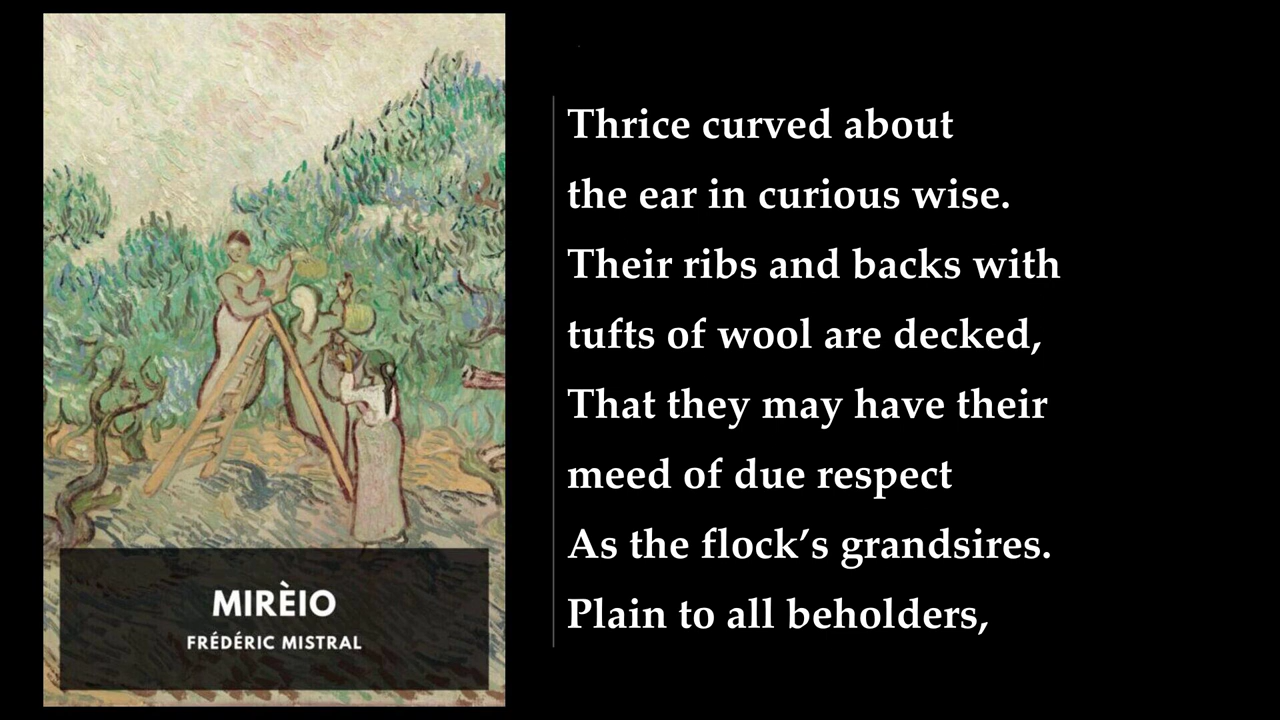 MIRÈIO
FRÉDÉRIC MISTRAL
Thrice curved about
the ear in curious wise.
Their ribs and backs with
tufts of wool are decked,
That they may have their
meed of due respect
As the flock’s grandsires.
Plain to all beholders,